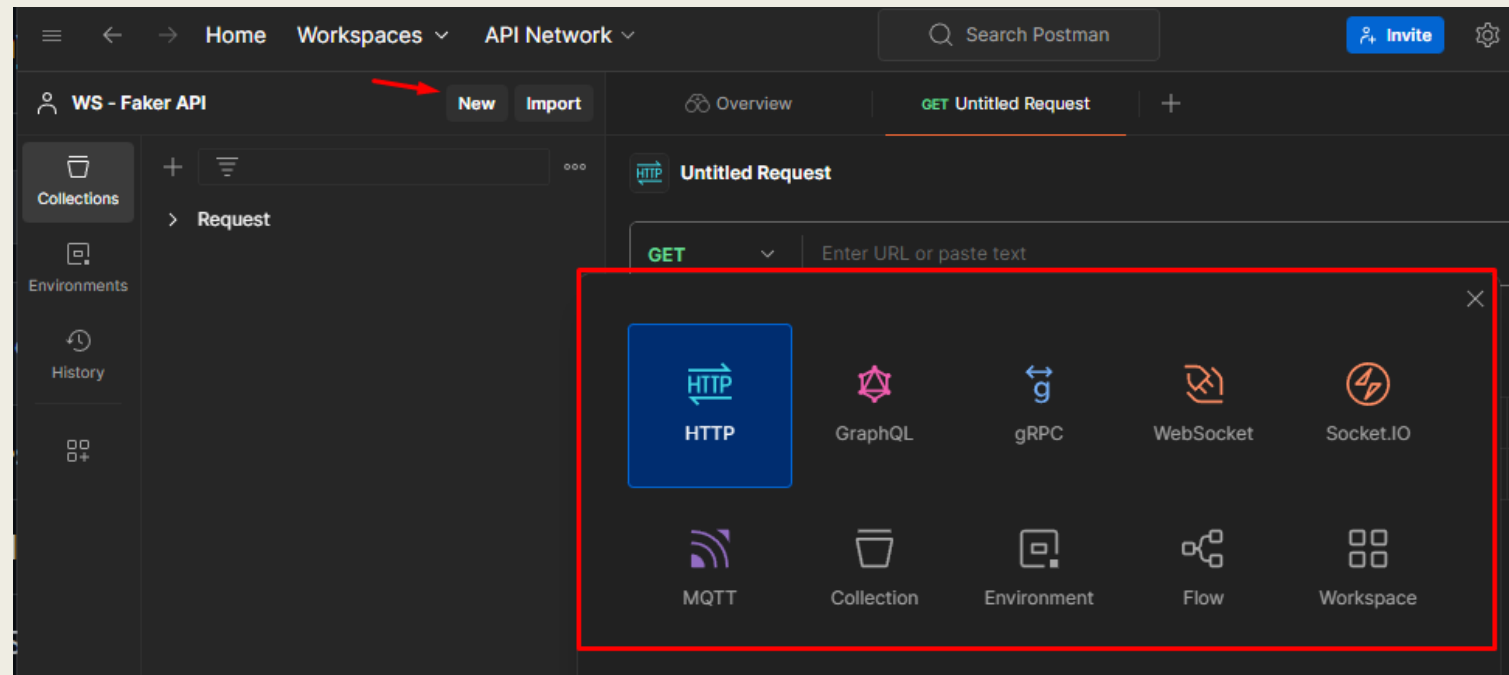 Home Workspaces API Network Search Postman Invite
WS - Faker API New Import Overview GET Untitled Request
Collections
Environments
History
Request
HTTP Untitled Request
GET Enter URL or paste text
HTTP GraphQL g gRPC WebSocket Socket.IO
HTTP
MQTT Collection Environment Flow Workspace